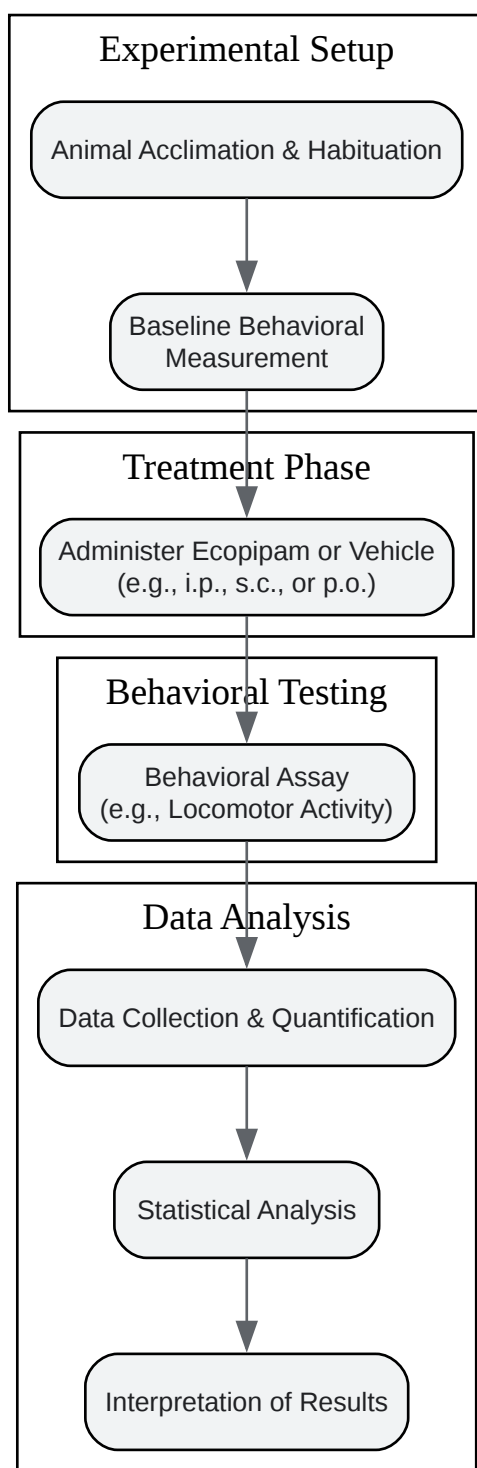 Experimental Setup
Animal Acclimation & Habituation
Baseline Behavioral
Measurement
Treatment Phase
Administer Ecopipam or Vehicle
(e.g., i.p., s.c., or p.o.)
Behavioral Testing
Behavioral Assay
(e.g., Locomotor Activity)
Data Analysis
Data Collection & Quantification
Statistical Analysis
Interpretation of Results